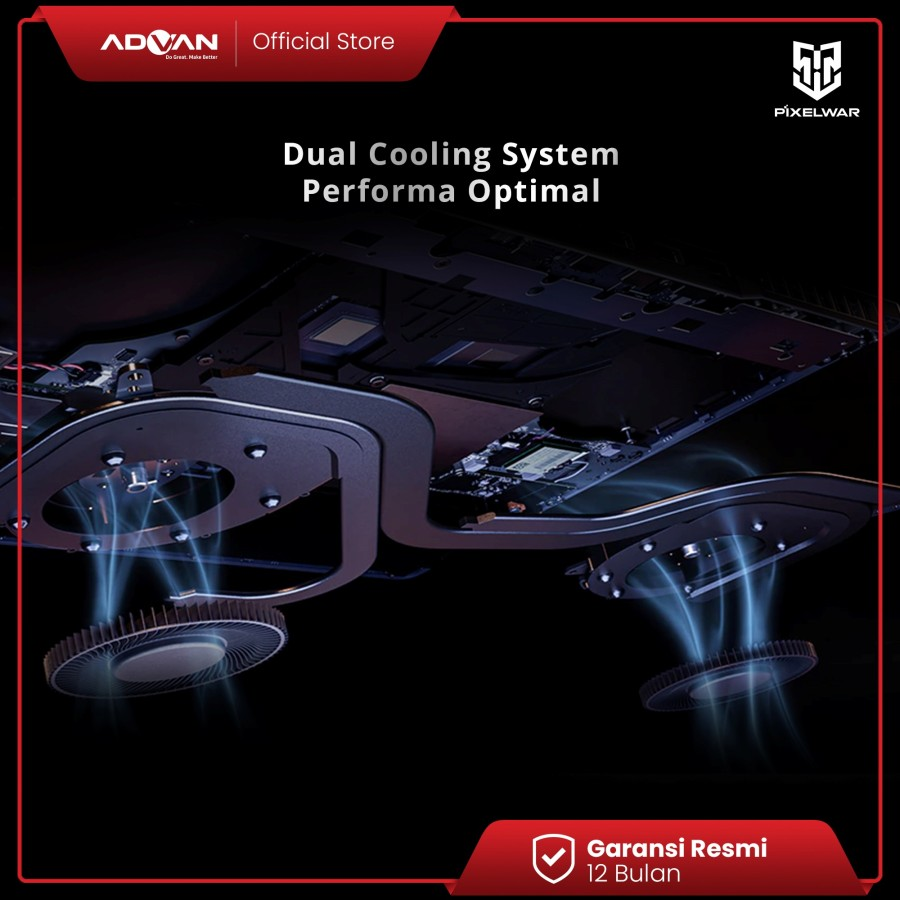 ADVAN
Do Great. Make Better
Official Store
PIXELWAR
Dual Cooling System
Performa Optimal
Garansi Resmi
12 Bulan